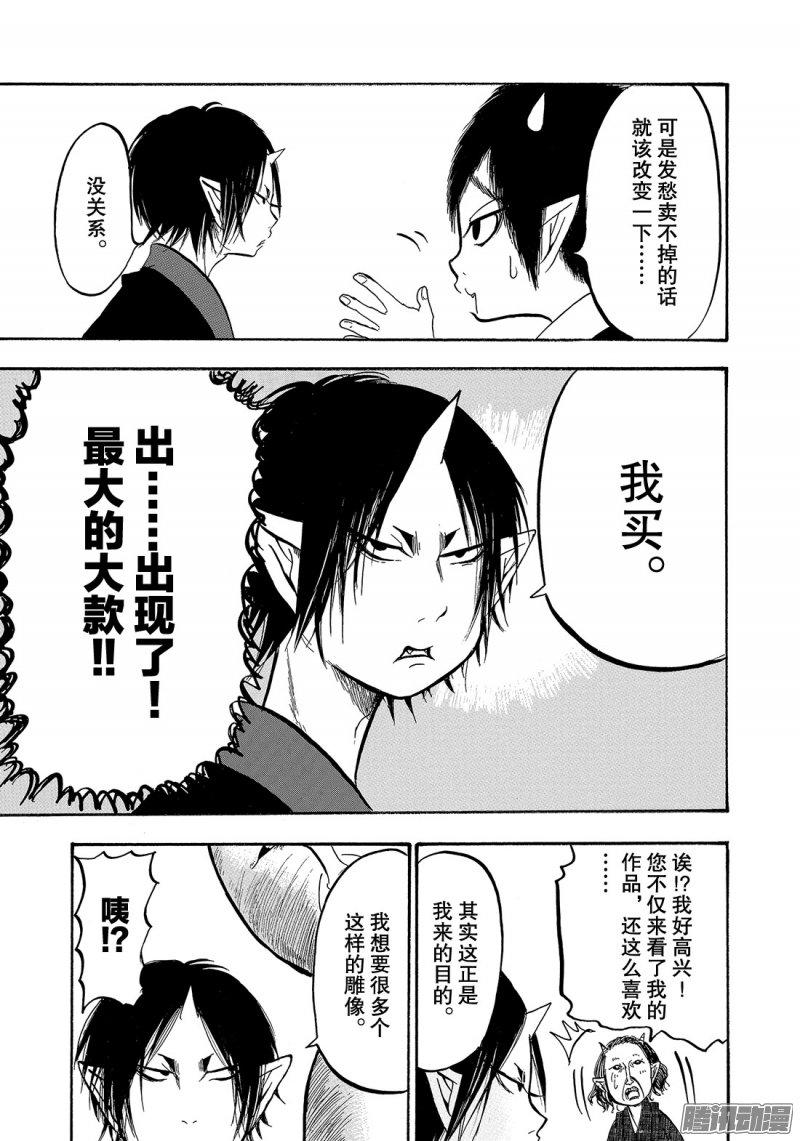 可是发愁卖不掉的话
就该改变一下……
没关系。
我买。
出……出现了！
最大的大款!!
诶!?我好高兴！
您不仅来看了我的
作品，还这么喜欢
……
其实这正是
我来的目的。
我想要很多个
这样的雕像。
咦!?
腾讯动漫